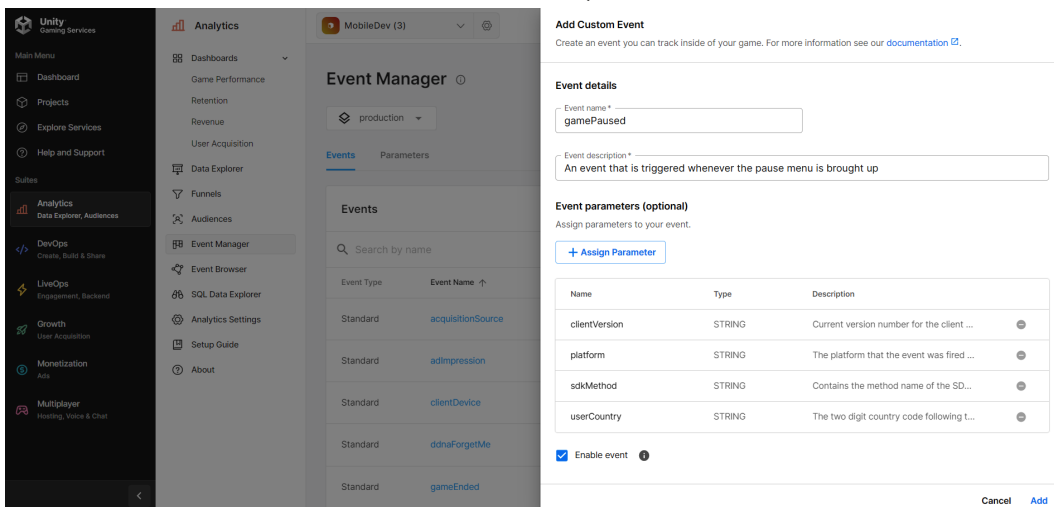 Unity
Gaming Services
Main Menu
Dashboard
Projects
Explore Services
Help and Support
Suites
Analytics
Data Explorer, Audiences
DevOps
Create, Build & Share
LiveOps
Engagement, Backend
Growth
User Acquisition
Monetization
Ads
Multiplayer
Hosting, Voice & Chat
Analytics
Dashboards
Game Performance
Retention
Revenue
User Acquisition
Data Explorer
Funnels
Audiences
Event Manager
Event Browser
SQL Data Explorer
Analytics Settings
Setup Guide
About
MobileDev (3)
Event Manager
production
Events Parameters
Events
Search by name
Event Type Event Name
Standard acquisitionSource
Standard adImpression
Standard clientDevice
Standard ddnaForgetMe
Standard gameEnded
Add Custom Event
Create an event you can track inside of your game. For more information see our documentation.
Event details
Event name *
gamePaused
Event description *
An event that is triggered whenever the pause menu is brought up
Event parameters (optional)
Assign parameters to your event.
+ Assign Parameter
Name Type Description
clientVersion STRING Current version number for the client ...
platform STRING The platform that the event was fired ...
sdkMethod STRING Contains the method name of the SD...
userCountry STRING The two digit country code following t...
Enable event
Cancel Add